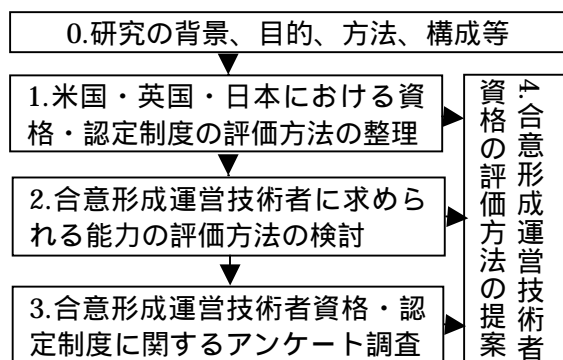 0.研究の背景、目的、方法、構成等
1.米国・英国・日本における資
格・認定制度の評価方法の整理
2.合意形成運営技術者に求めら
れる能力の評価方法の検討
3.合意形成運営技術者資格・認
定制度に関するアンケート調査
4.合意形成運営技術者
資格の評価方法の提案